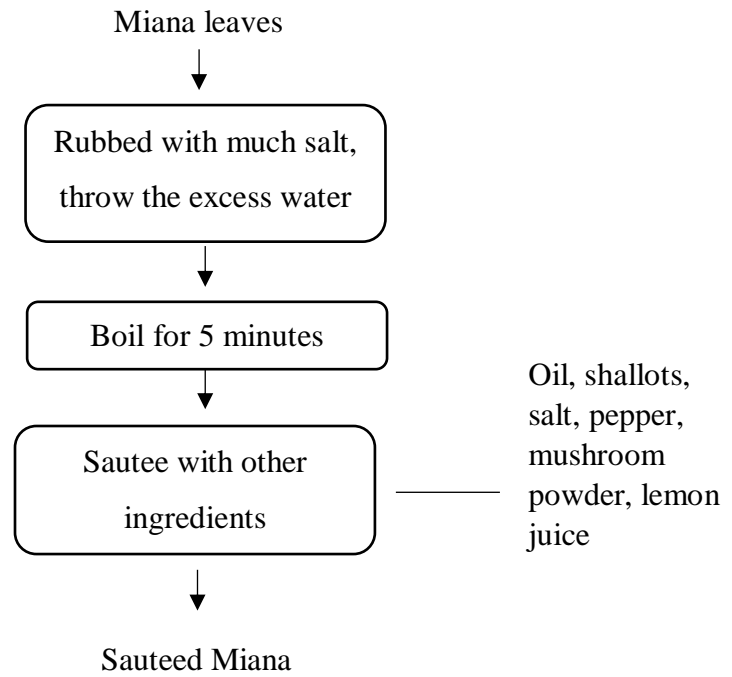 Miana leaves
Rubbed with much salt,
throw the excess water
Boil for 5 minutes
Sautee with other
ingredients
Oil, shallots,
salt, pepper,
mushroom
powder, lemon
juice
Sauteed Miana